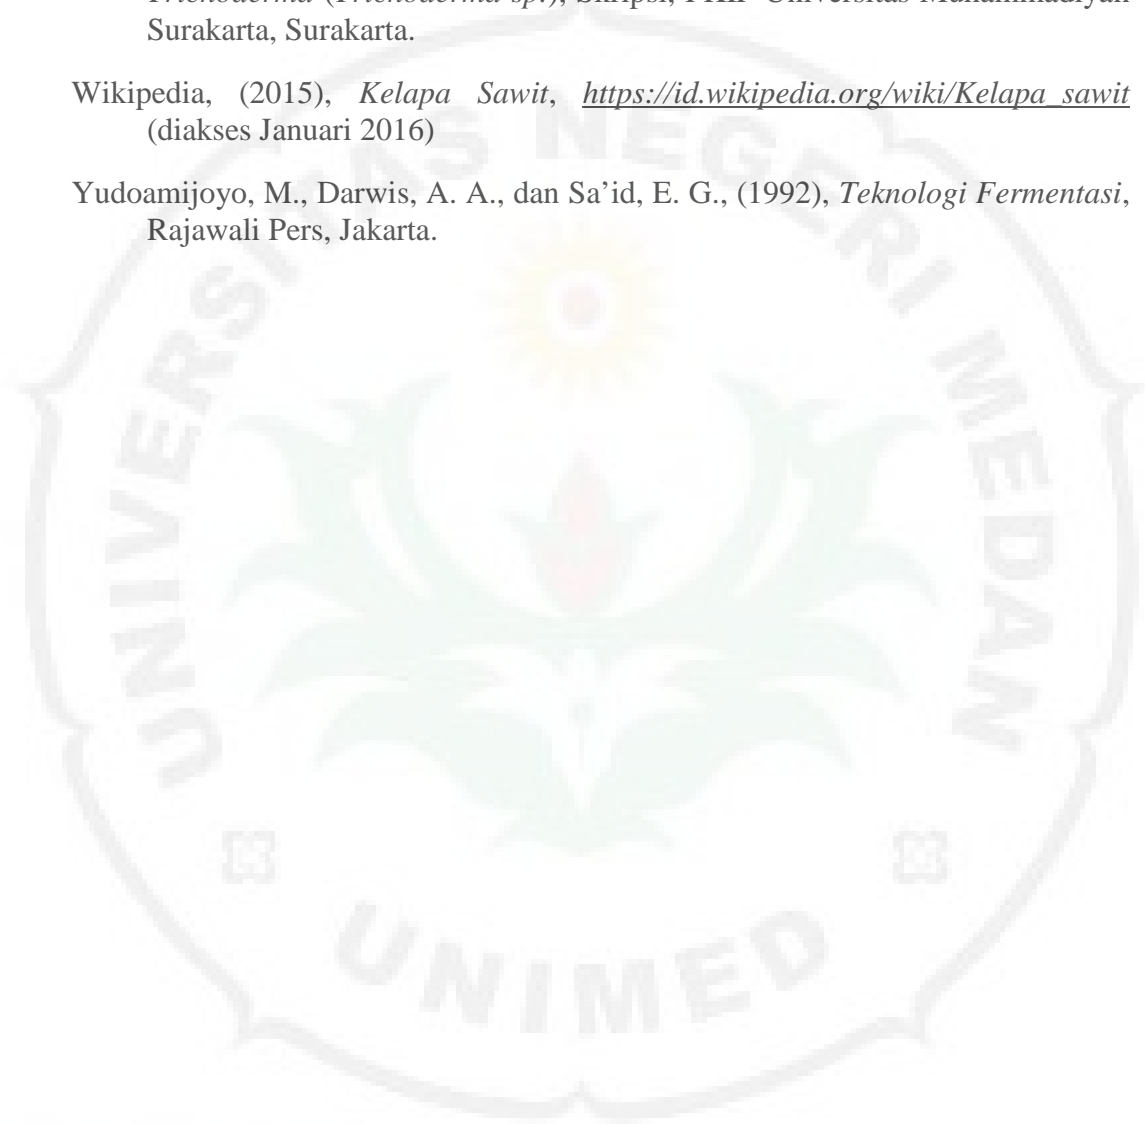 Surakarta, Surakarta.
Wikipedia, (2015), Kelapa Sawit, https://id.wikipedia.org/wiki/Kelapa_sawit
(diakses Januari 2016)
Yudoamijoyo, M., Darwis, A. A., dan Sa’id, E. G., (1992), Teknologi Fermentasi,
Rajawali Pers, Jakarta.
UNIVERSITAS NEGERI MEDAN
UNIMED